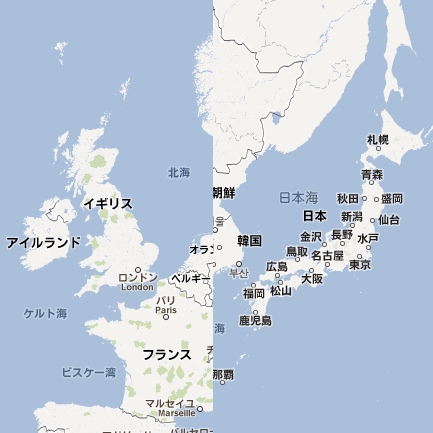 北海
イギリス
アイルランド
ロンドン
London
オラン
ベルギー
ケルト海
パリ
Paris
フランス
ビスケー湾
マルセイユ
Marseille
札幌
青森
朝鮮
日本海
秋田
盛岡
日本
新潟
仙台
韓国
金沢
長野
水戸
鳥取
名古屋
東京
부산
広島
大阪
福岡
松山
鹿児島
海
那覇